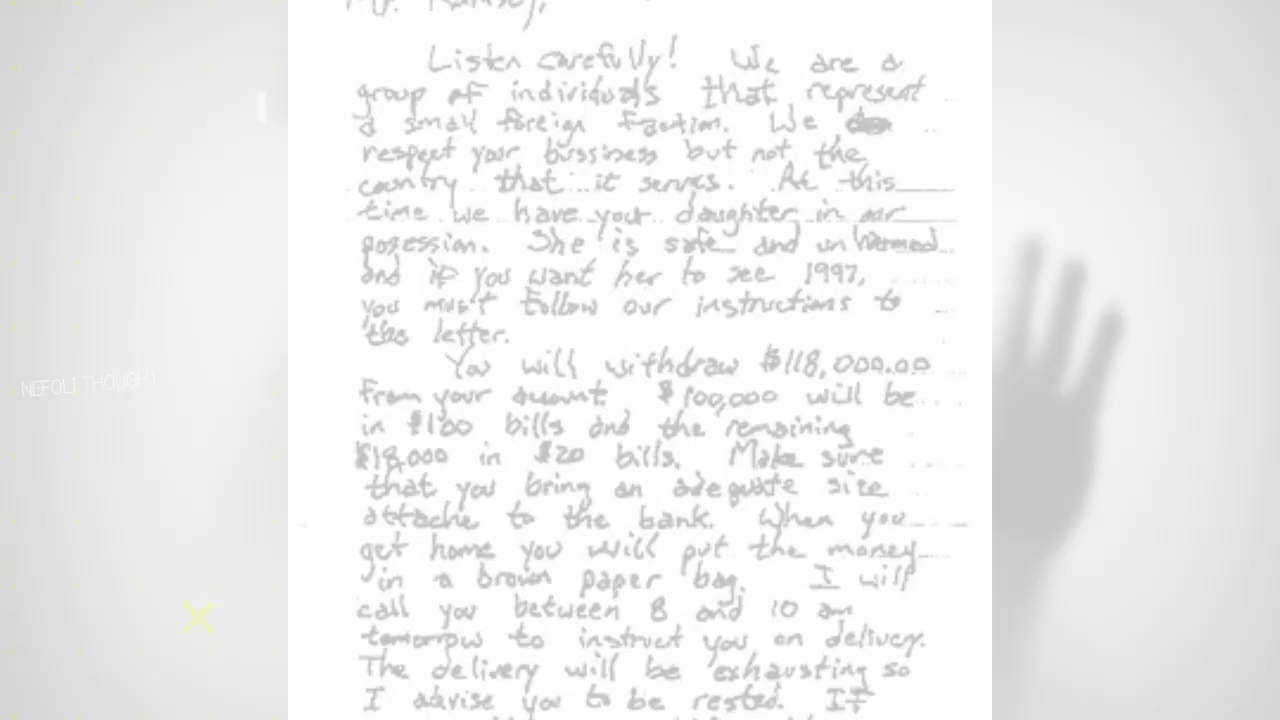 Mr. Ramsey,
Listen carefully! We are a
group of individuals that represent
a small foreign faction. We
respect your bussiness but not the
country that it serves. At this
time we have your daughter in our
posession. She is safe and unharmed
and if you want her to see 1997,
you must follow our instructions to
the letter.
You will withdraw $118,000.00
from your account. $100,000 will be
in $100 bills and the remaining
$18,000 in $20 bills. Make sure
that you bring an adequate size
attache to the bank. When you
get home you will put the money
in a brown paper bag. I will
call you between 8 and 10 am
tomorrow to instruct you on delivery.
The delivery will be exhausting so
I advise you to be rested. If
NEFOLI THOUGHT